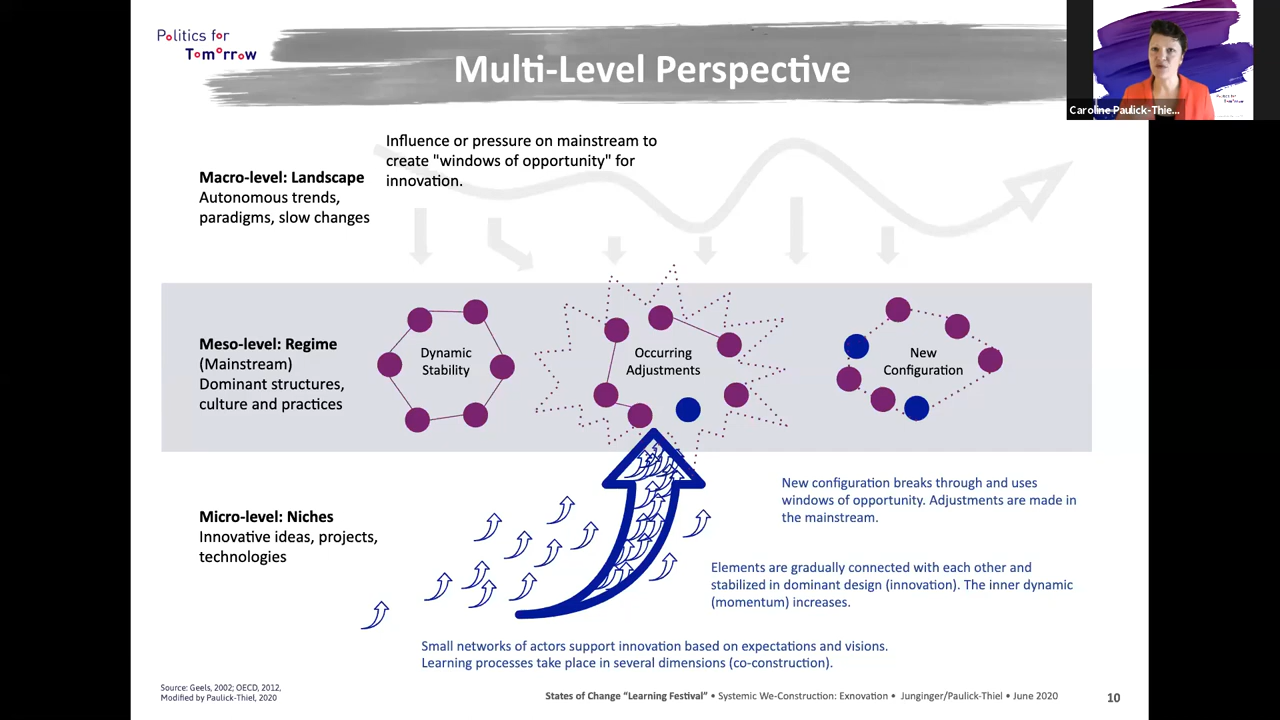 Politics for
Tomorrow
Multi-Level Perspective
Caroline Paulick-Thie...
Influence or pressure on mainstream to
create "windows of opportunity" for
innovation.
Macro-level: Landscape
Autonomous trends,
paradigms, slow changes
Meso-level: Regime
(Mainstream)
Dominant structures,
culture and practices
Dynamic
Stability
Occurring
Adjustments
New
Configuration
Micro-level: Niches
Innovative ideas, projects,
technologies
New configuration breaks through and uses
windows of opportunity. Adjustments are made in
the mainstream.
Elements are gradually connected with each other and
stabilized in dominant design (innovation). The inner dynamic
(momentum) increases.
Small networks of actors support innovation based on expectations and visions.
Learning processes take place in several dimensions (co-construction).
Source: Geels, 2002; OECD, 2012,
Modified by Paulick-Thiel, 2020
States of Change “Learning Festival” • Systemic We-Construction: Exnovation • Junginger/Paulick-Thiel • June 2020
10